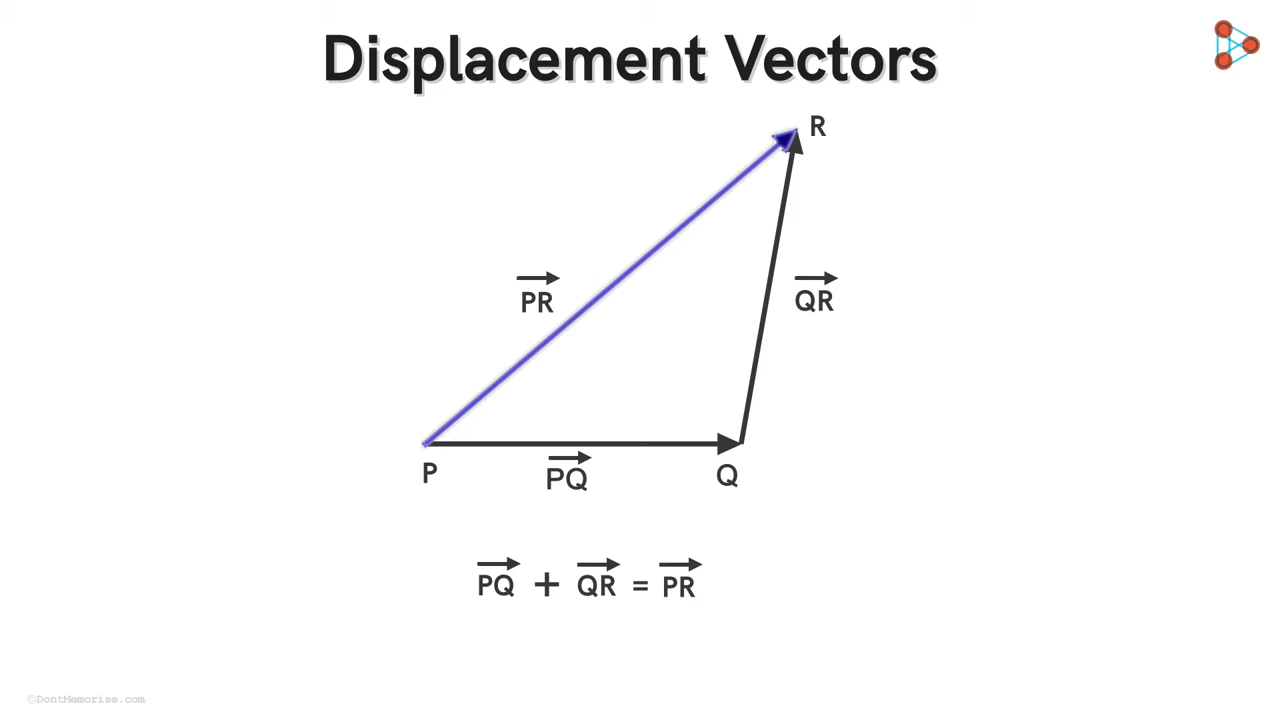 Displacement Vectors
R
PR
QR
P
PQ
Q
PQ + QR = PR
©DontMemorise.com